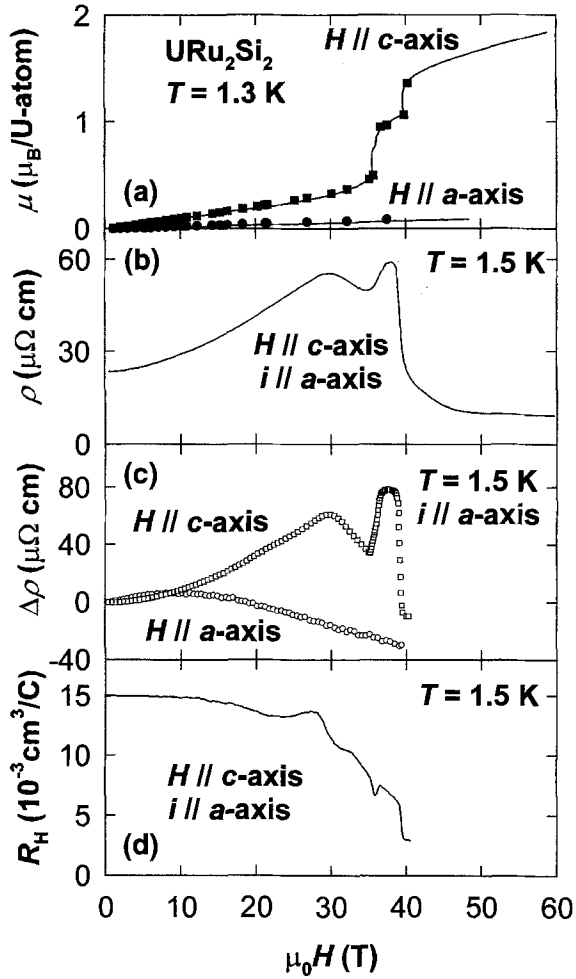 2
1
0
μ (μ_B/U-atom)
URu₂Si₂
T = 1.3 K
H // c-axis
H // a-axis
(a)
60
30
0
ρ (μΩ cm)
(b)
T = 1.5 K
H // c-axis
i // a-axis
80
40
0
-40
Δρ (μΩ cm)
(c)
T = 1.5 K
i // a-axis
H // c-axis
H // a-axis
15
10
5
0
R_H (10⁻³cm³/C)
T = 1.5 K
H // c-axis
i // a-axis
(d)
0 10 20 30 40 50 60
μ₀H (T)